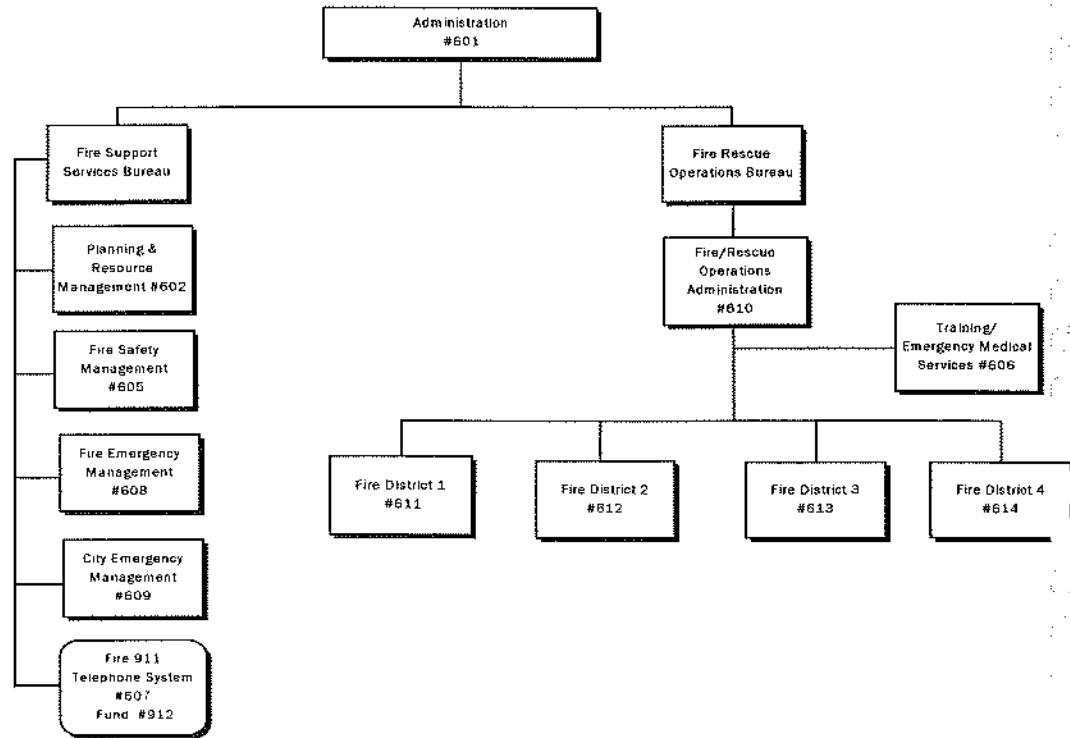 Administration
#601
Fire Support
Services Bureau
Fire Rescue
Operations Bureau
Planning &
Resource
Management #602
Fire/Rescue
Operations
Administration
#610
Fire Safety
Management
#605
Training/
Emergency Medical
Services #606
Fire Emergency
Management
#608
Fire District 1
#611
Fire District 2
#612
Fire District 3
#613
Fire District 4
#614
City Emergency
Management
#609
Fire 911
Telephone System
#607
Fund #912